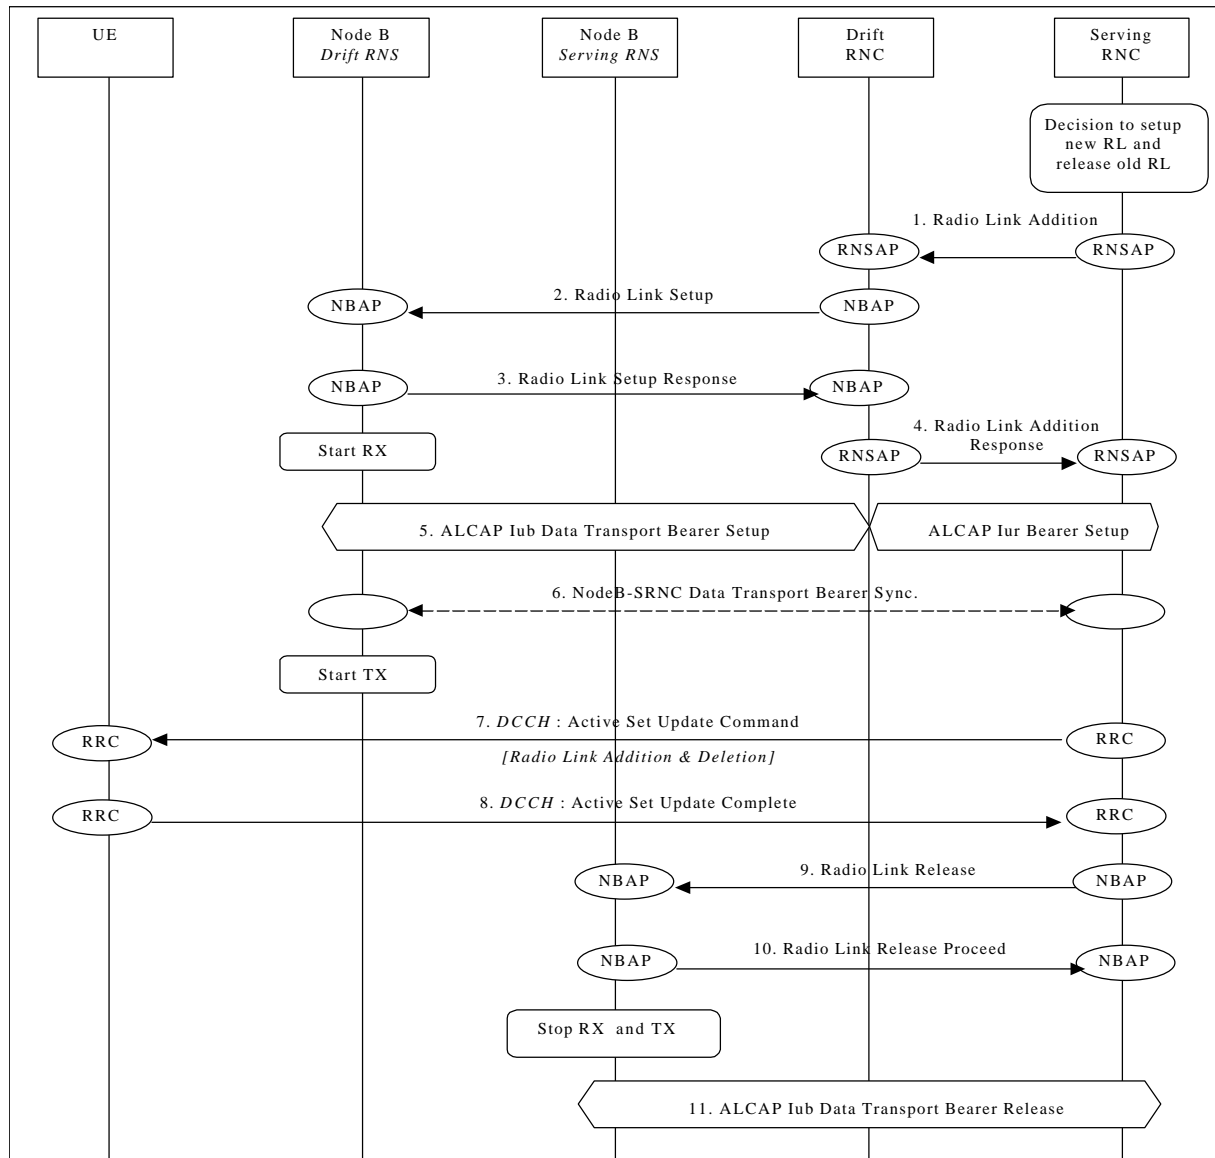 UE
Node B
Drift RNS
Node B
Serving RNS
Drift
RNC
Serving
RNC
Decision to setup
new RL and
release old RL
1. Radio Link Addition
RNSAP
RNSAP
2. Radio Link Setup
NBAP
NBAP
3. Radio Link Setup Response
NBAP
NBAP
4. Radio Link Addition
Response
Start RX
RNSAP
RNSAP
5. ALCAP Iub Data Transport Bearer Setup
ALCAP Iur Bearer Setup
6. NodeB-SRNC Data Transport Bearer Sync.
Start TX
7. DCCH : Active Set Update Command
RRC
RRC
[Radio Link Addition & Deletion]
8. DCCH : Active Set Update Complete
RRC
RRC
9. Radio Link Release
NBAP
NBAP
10. Radio Link Release Proceed
NBAP
NBAP
Stop RX and TX
11. ALCAP Iub Data Transport Bearer Release